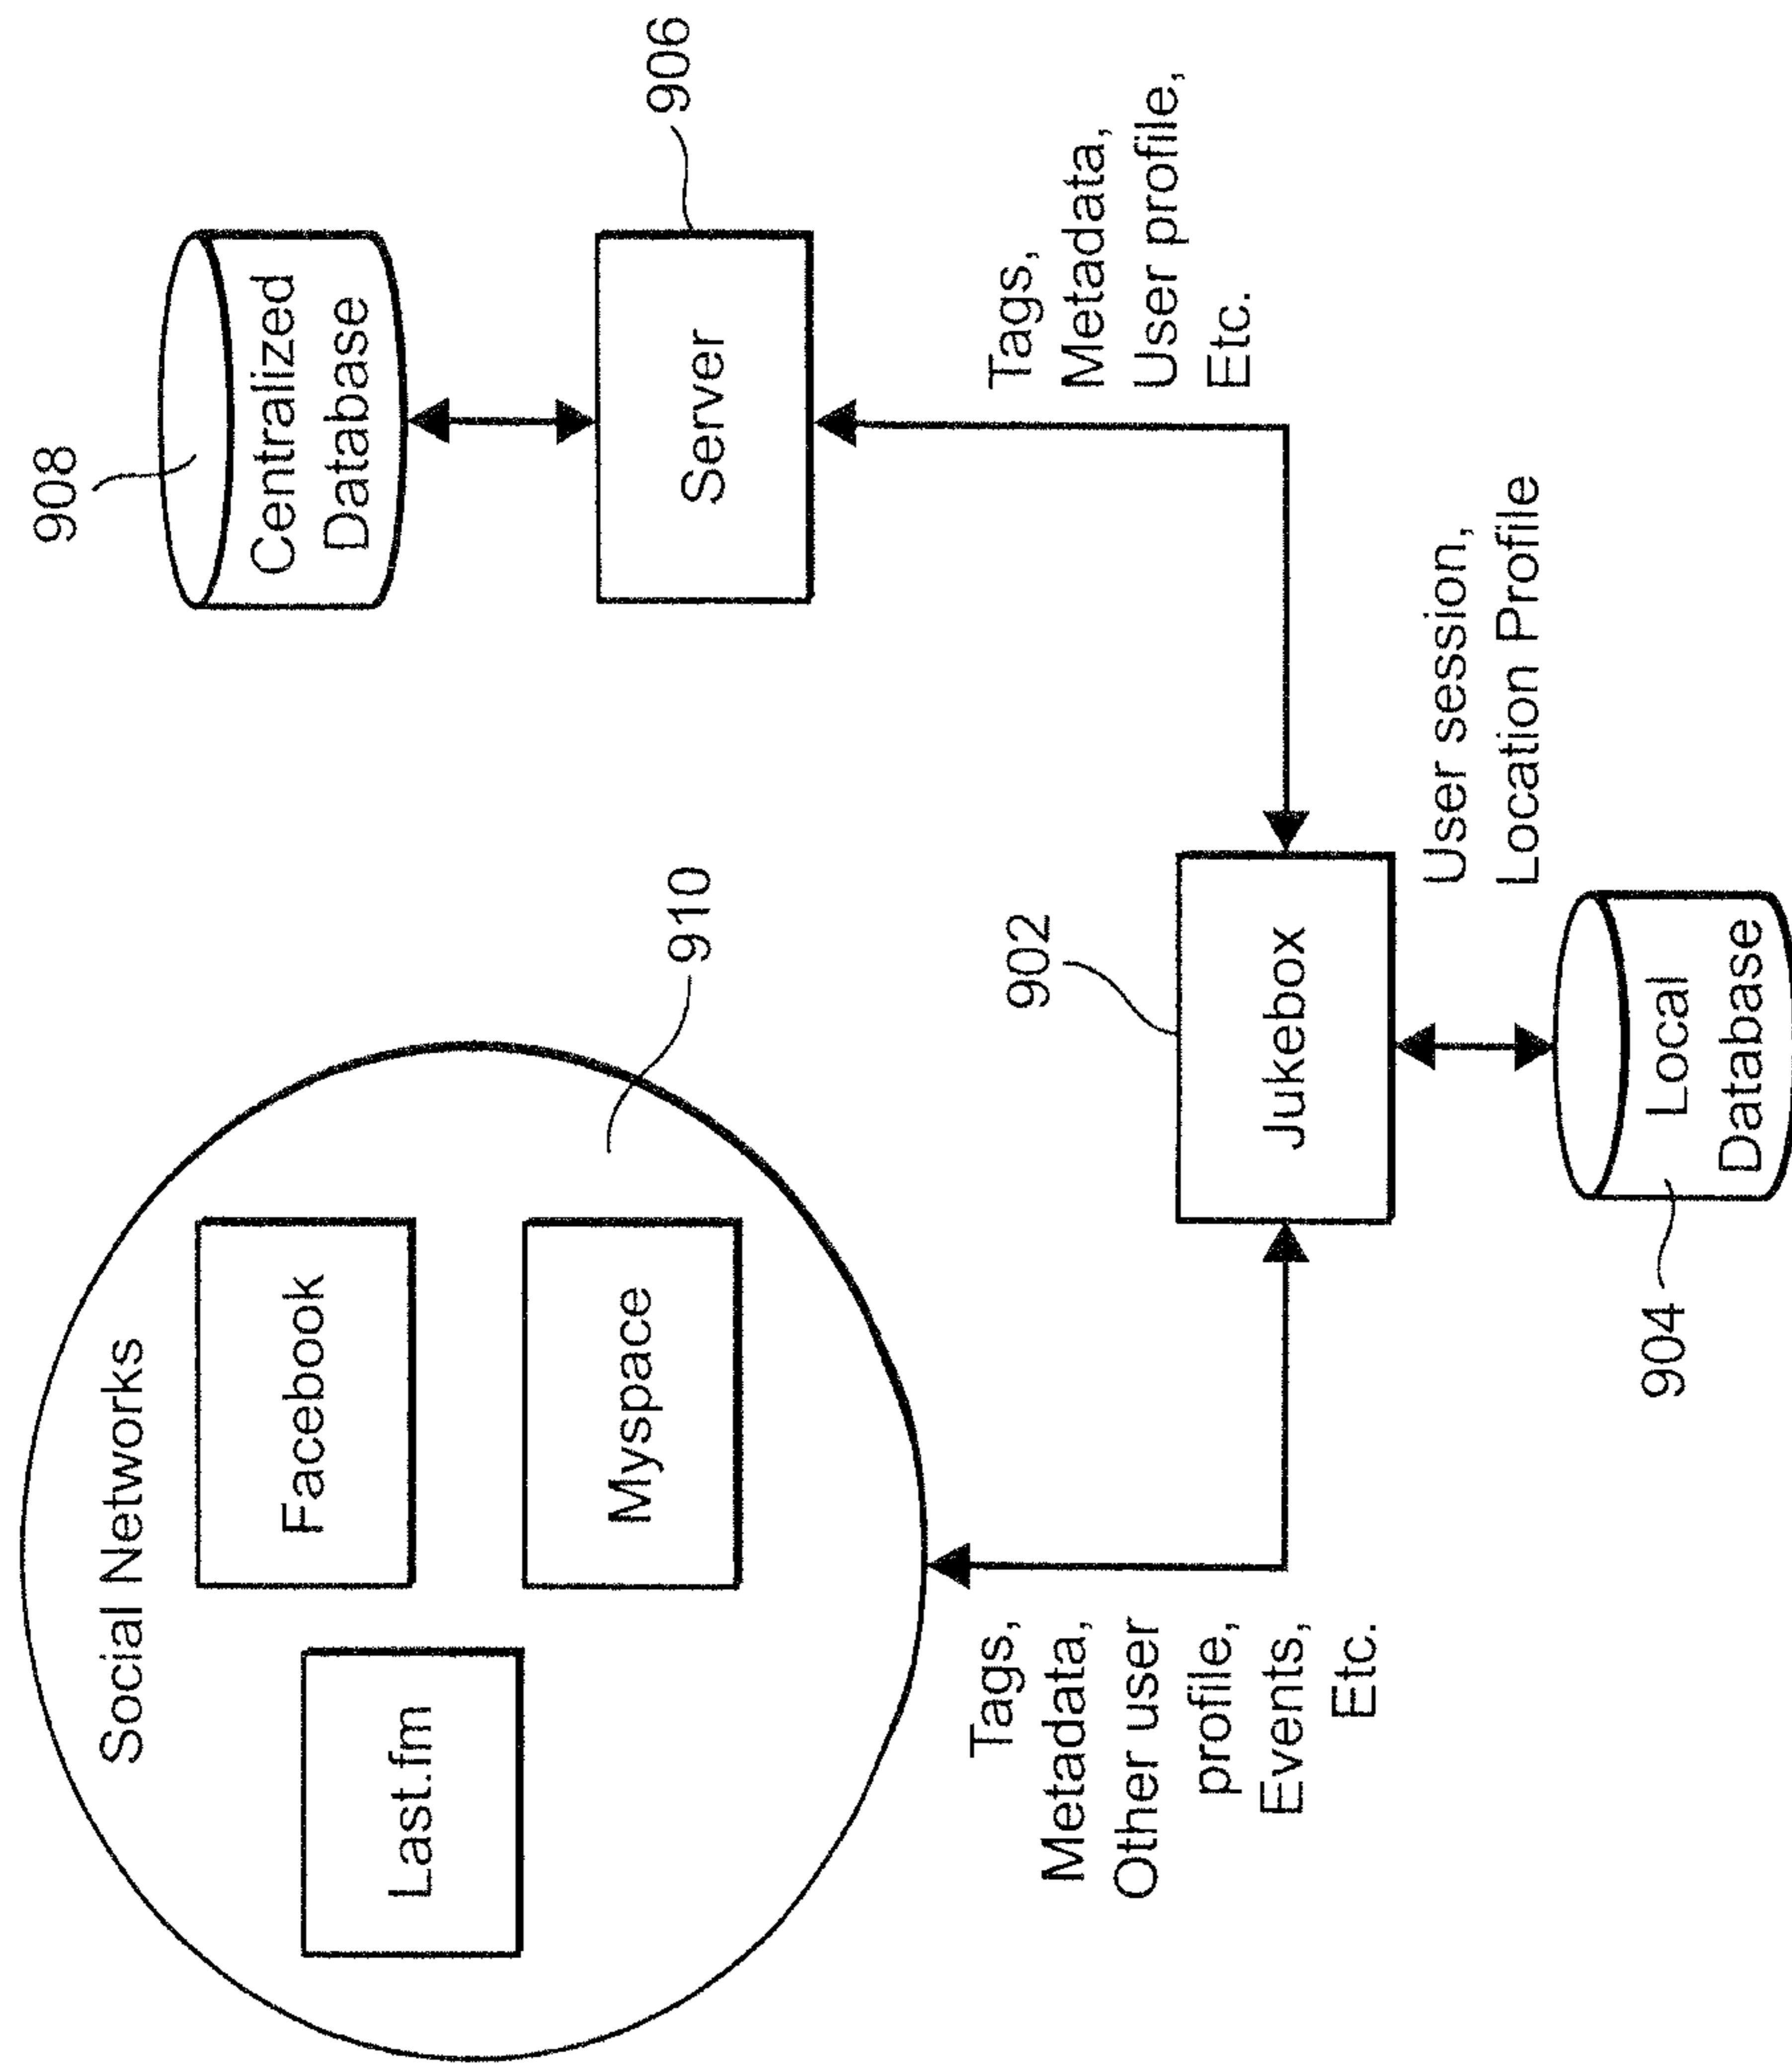 Social Networks
Last.fm
Facebook
Myspace
910
908
Centralized
Database
Server
906
Tags,
Metadata,
Other user
profile,
Events,
Etc.
902
Jukebox
Tags,
Metadata,
User profile,
Etc.
User session,
Location Profile
904
Local
Database